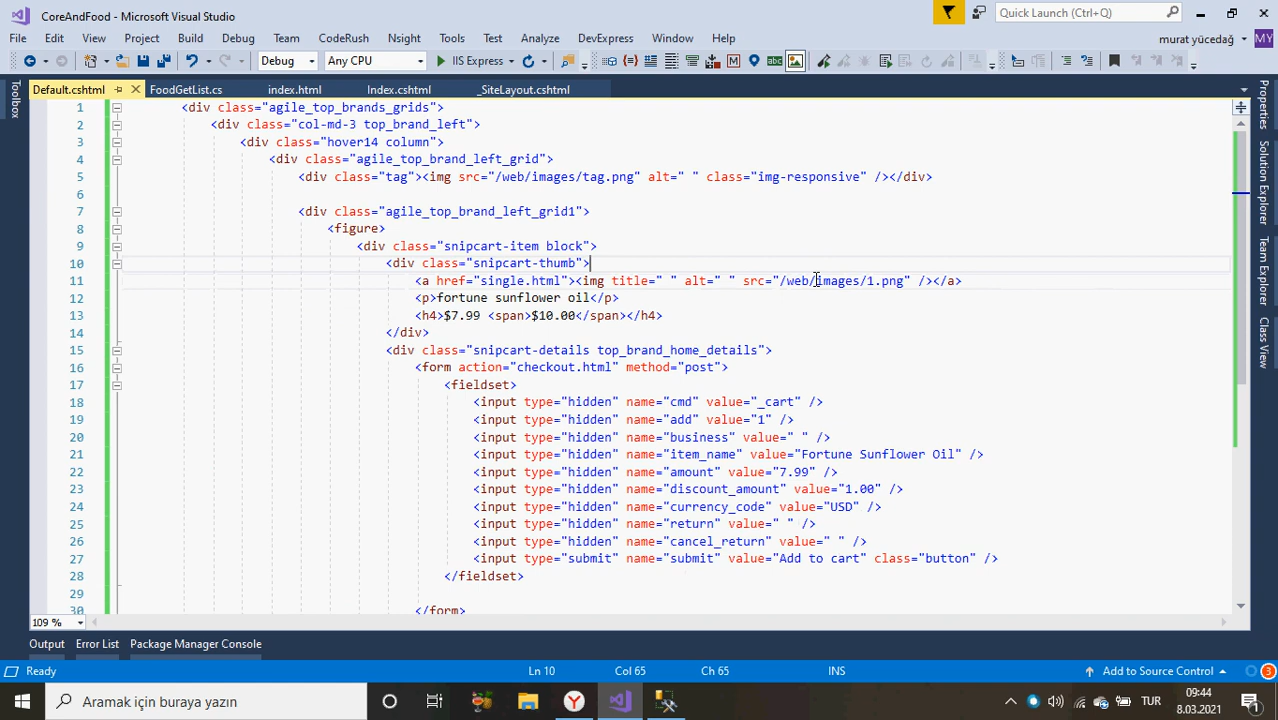 CoreAndFood - Microsoft Visual Studio
Quick Launch (Ctrl+Q)
File Edit View Project Build Debug Team CodeRush Nsight Tools Test Analyze DevExpress Window Help
murat yücedağ MY
Debug Any CPU IIS Express
Default.cshtml FoodGetList.cs index.html Index.cshtml _SiteLayout.cshtml
Toolbox
1 <div class="agile_top_brands_grids">
2 <div class="col-md-3 top_brand_left">
3 <div class="hover14 column">
4 <div class="agile_top_brand_left_grid">
5 <div class="tag"><img src="/web/images/tag.png" alt=" " class="img-responsive" /></div>
6
7 <div class="agile_top_brand_left_grid1">
8 <figure>
9 <div class="snipcart-item block">
10 <div class="snipcart-thumb">
11 <a href="single.html"><img title=" " alt=" " src="/web/images/1.png" /></a>
12 <p>fortune sunflower oil</p>
13 <h4>$7.99 <span>$10.00</span></h4>
14 </div>
15 <div class="snipcart-details top_brand_home_details">
16 <form action="checkout.html" method="post">
17 <fieldset>
18 <input type="hidden" name="cmd" value="_cart" />
19 <input type="hidden" name="add" value="1" />
20 <input type="hidden" name="business" value=" " />
21 <input type="hidden" name="item_name" value="Fortune Sunflower Oil" />
22 <input type="hidden" name="amount" value="7.99" />
23 <input type="hidden" name="discount_amount" value="1.00" />
24 <input type="hidden" name="currency_code" value="USD" />
25 <input type="hidden" name="return" value=" " />
26 <input type="hidden" name="cancel_return" value=" " />
27 <input type="submit" name="submit" value="Add to cart" class="button" />
28 </fieldset>
29
30 </form>
Properties
Solution Explorer
Team Explorer
Class View
109 %
Output Error List Package Manager Console
Ready Ln 10 Col 65 Ch 65 INS Add to Source Control 3
Aramak için buraya yazın
TUR
09:44
8.03.2021
1